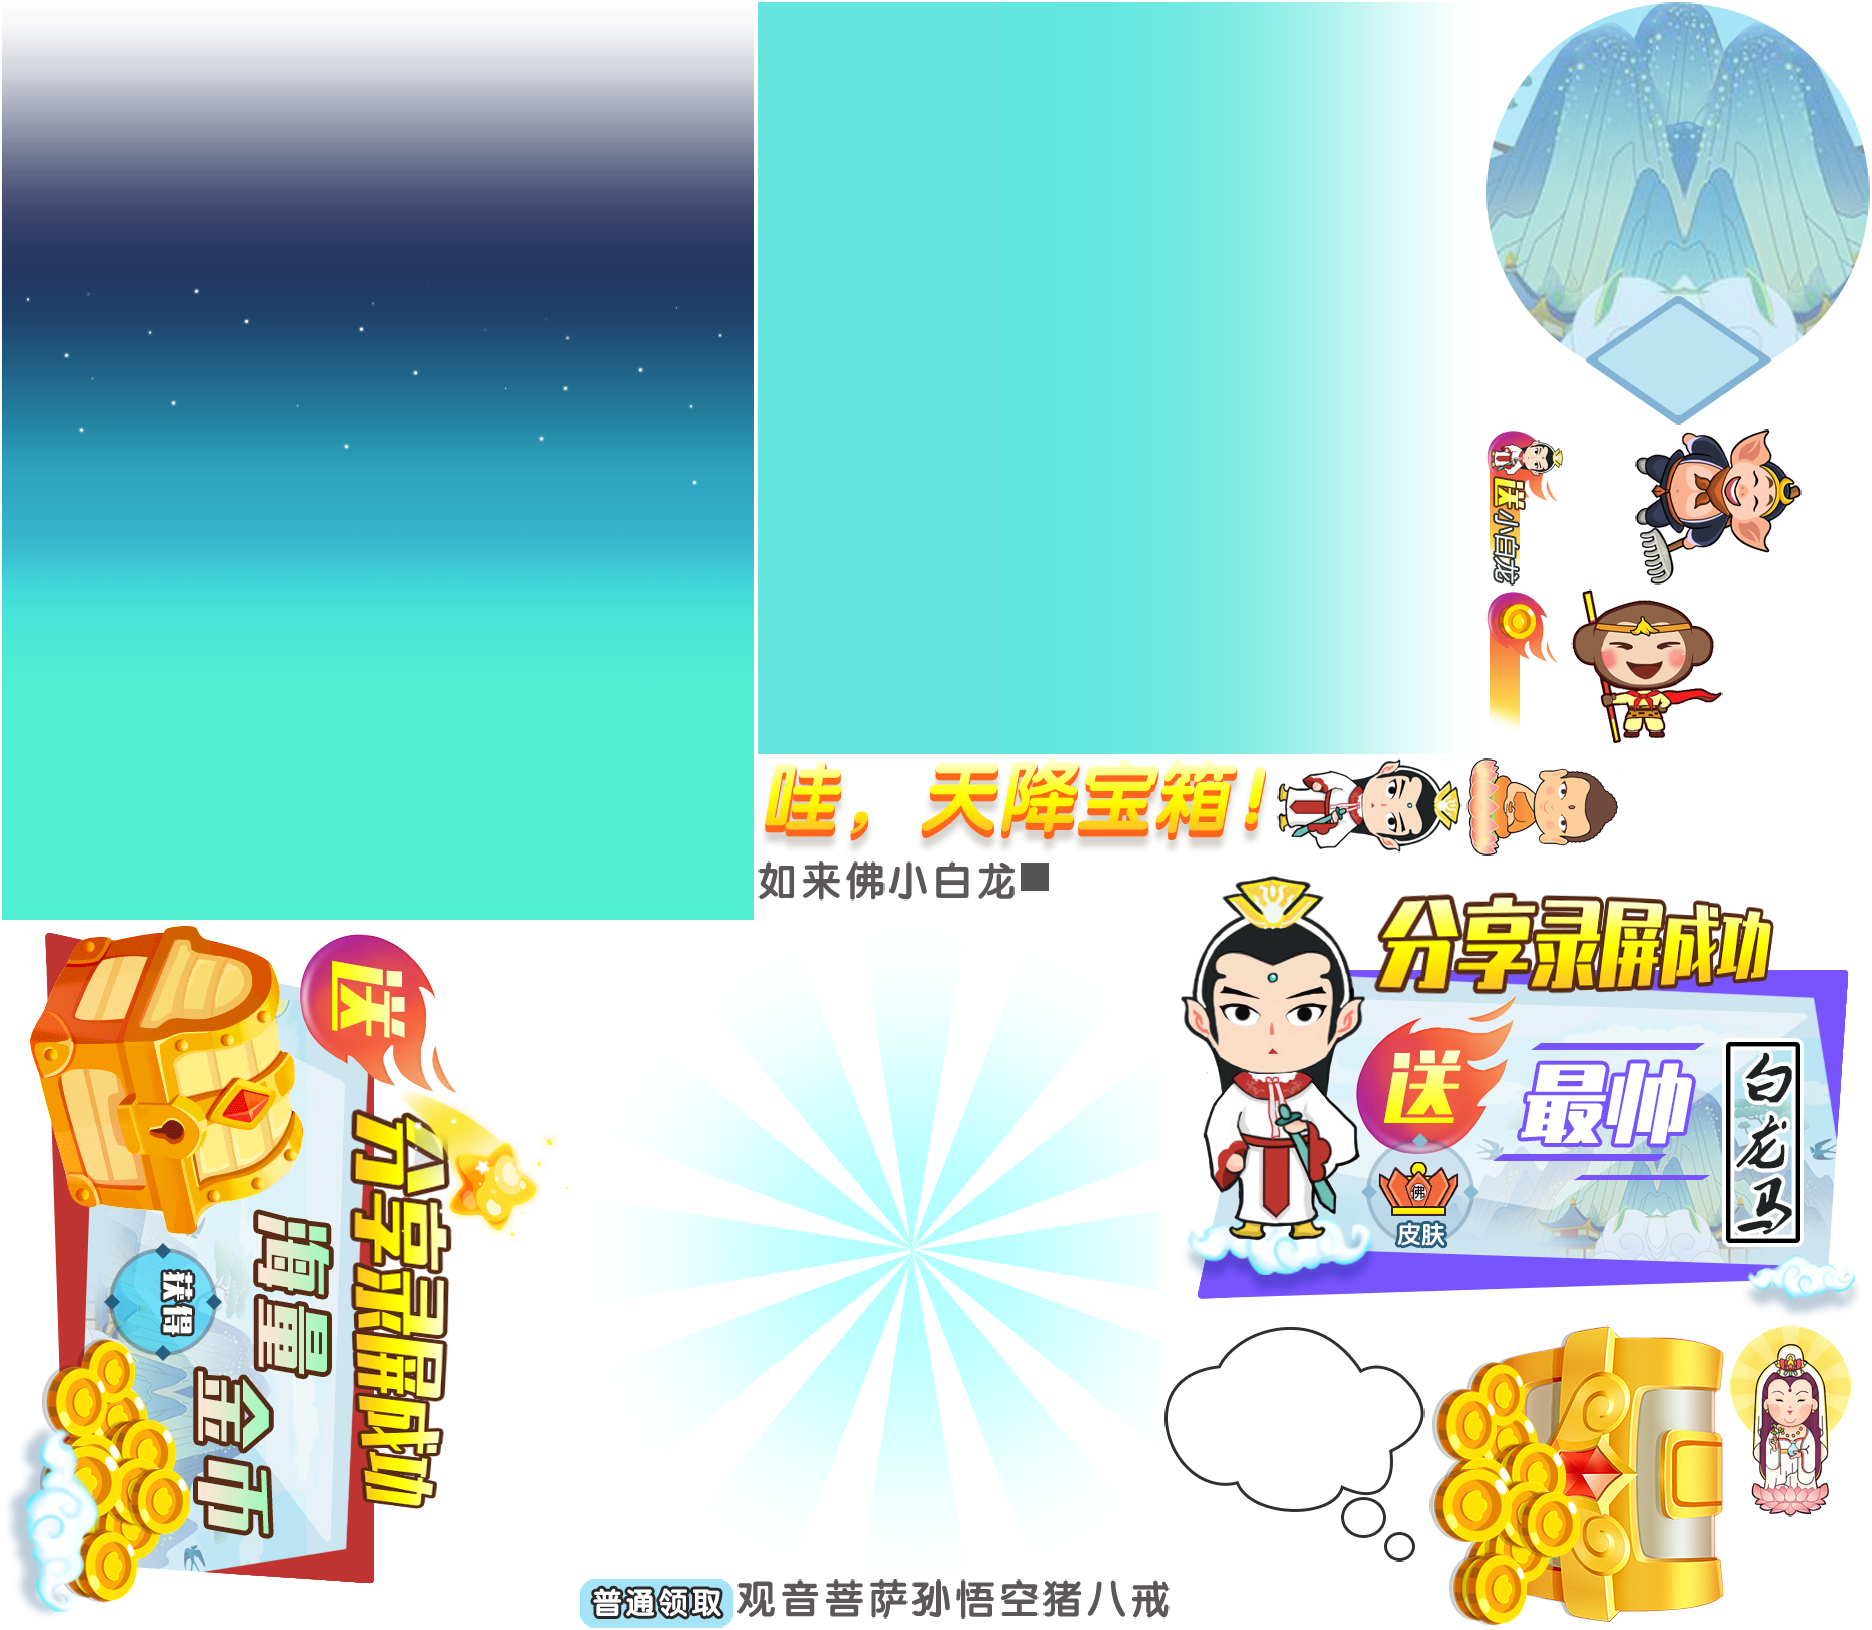 送小白龙
哇，天降宝箱！
如来佛小白龙
分享录屏成功
送
最帅
白龙马
佛
皮肤
送
分享录屏成功
海量
金币
获得
普通领取
观音菩萨孙悟空猪八戒